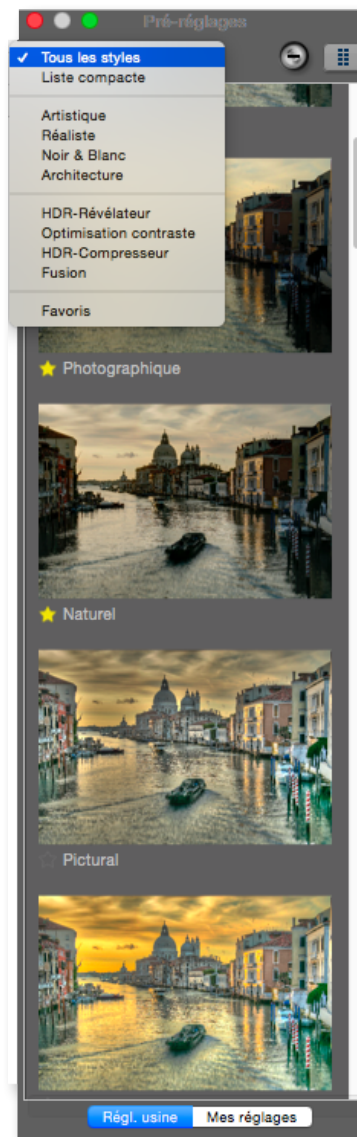 Pré-réglages
✓ Tous les styles
Liste compacte
Artistique
Réaliste
Noir & Blanc
Architecture
HDR-Révélateur
Optimisation contraste
HDR-Compresseur
Fusion
Favoris
Photographique
Naturel
Pictural
Régl. usine
Mes réglages